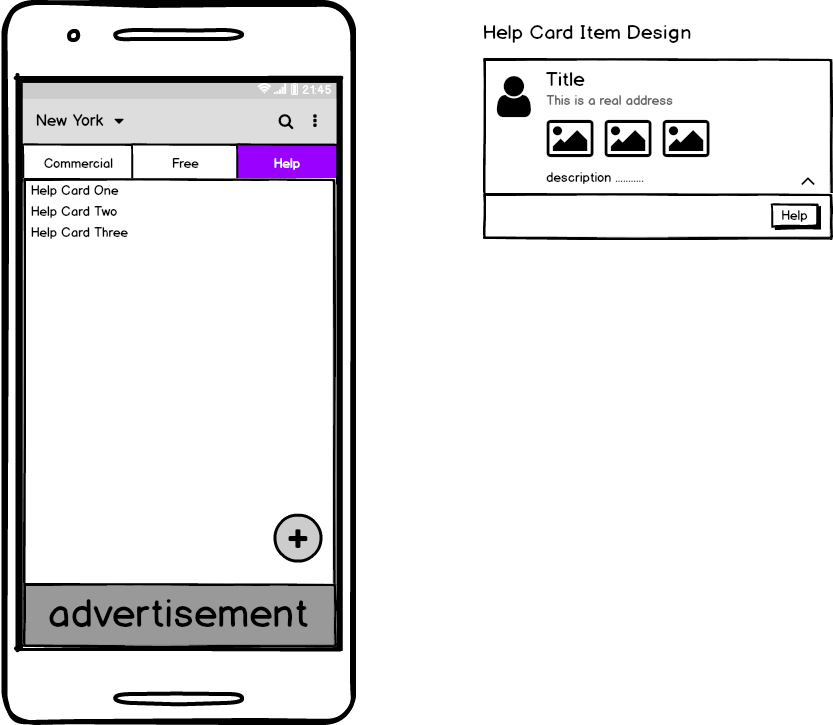 21:45
New York
Commercial Free Help
Help Card One
Help Card Two
Help Card Three
advertisement
Help Card Item Design
Title
This is a real address
description ...........
Help